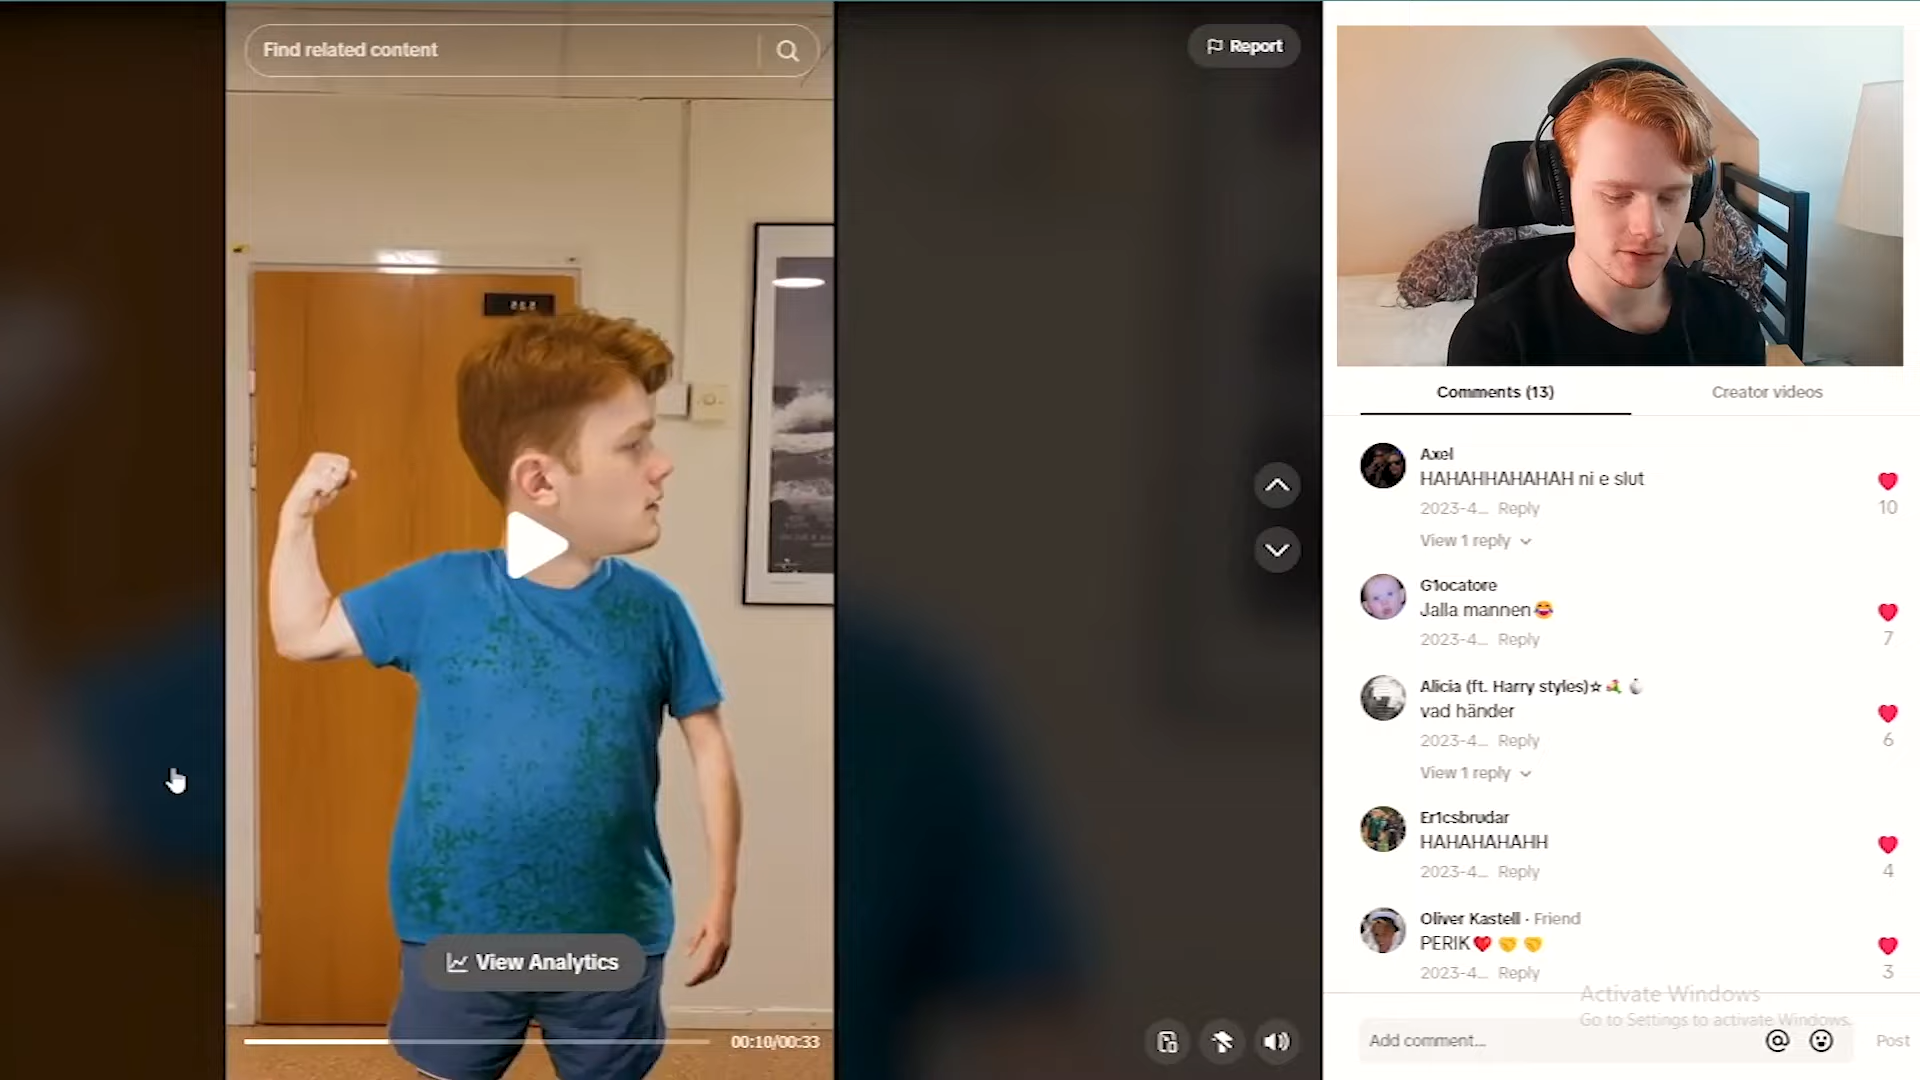 Find related content
Report
View Analytics
00:10/00:33
Comments (13)
Creator videos
Axel
HAHAHHAHAHAH ni e slut
2023-4... Reply
10
View 1 reply
G1ocatore
Jalla mannen😂
2023-4... Reply
7
Alicia (ft. Harry styles)
vad händer
2023-4... Reply
6
View 1 reply
Er1csbrudar
HAHAHAHAHH
2023-4... Reply
4
Oliver Kastell · Friend
PERIK❤️🤜🤛
2023-4... Reply
3
Activate Windows
Go to Settings to activate Windows.
Add comment...
Post